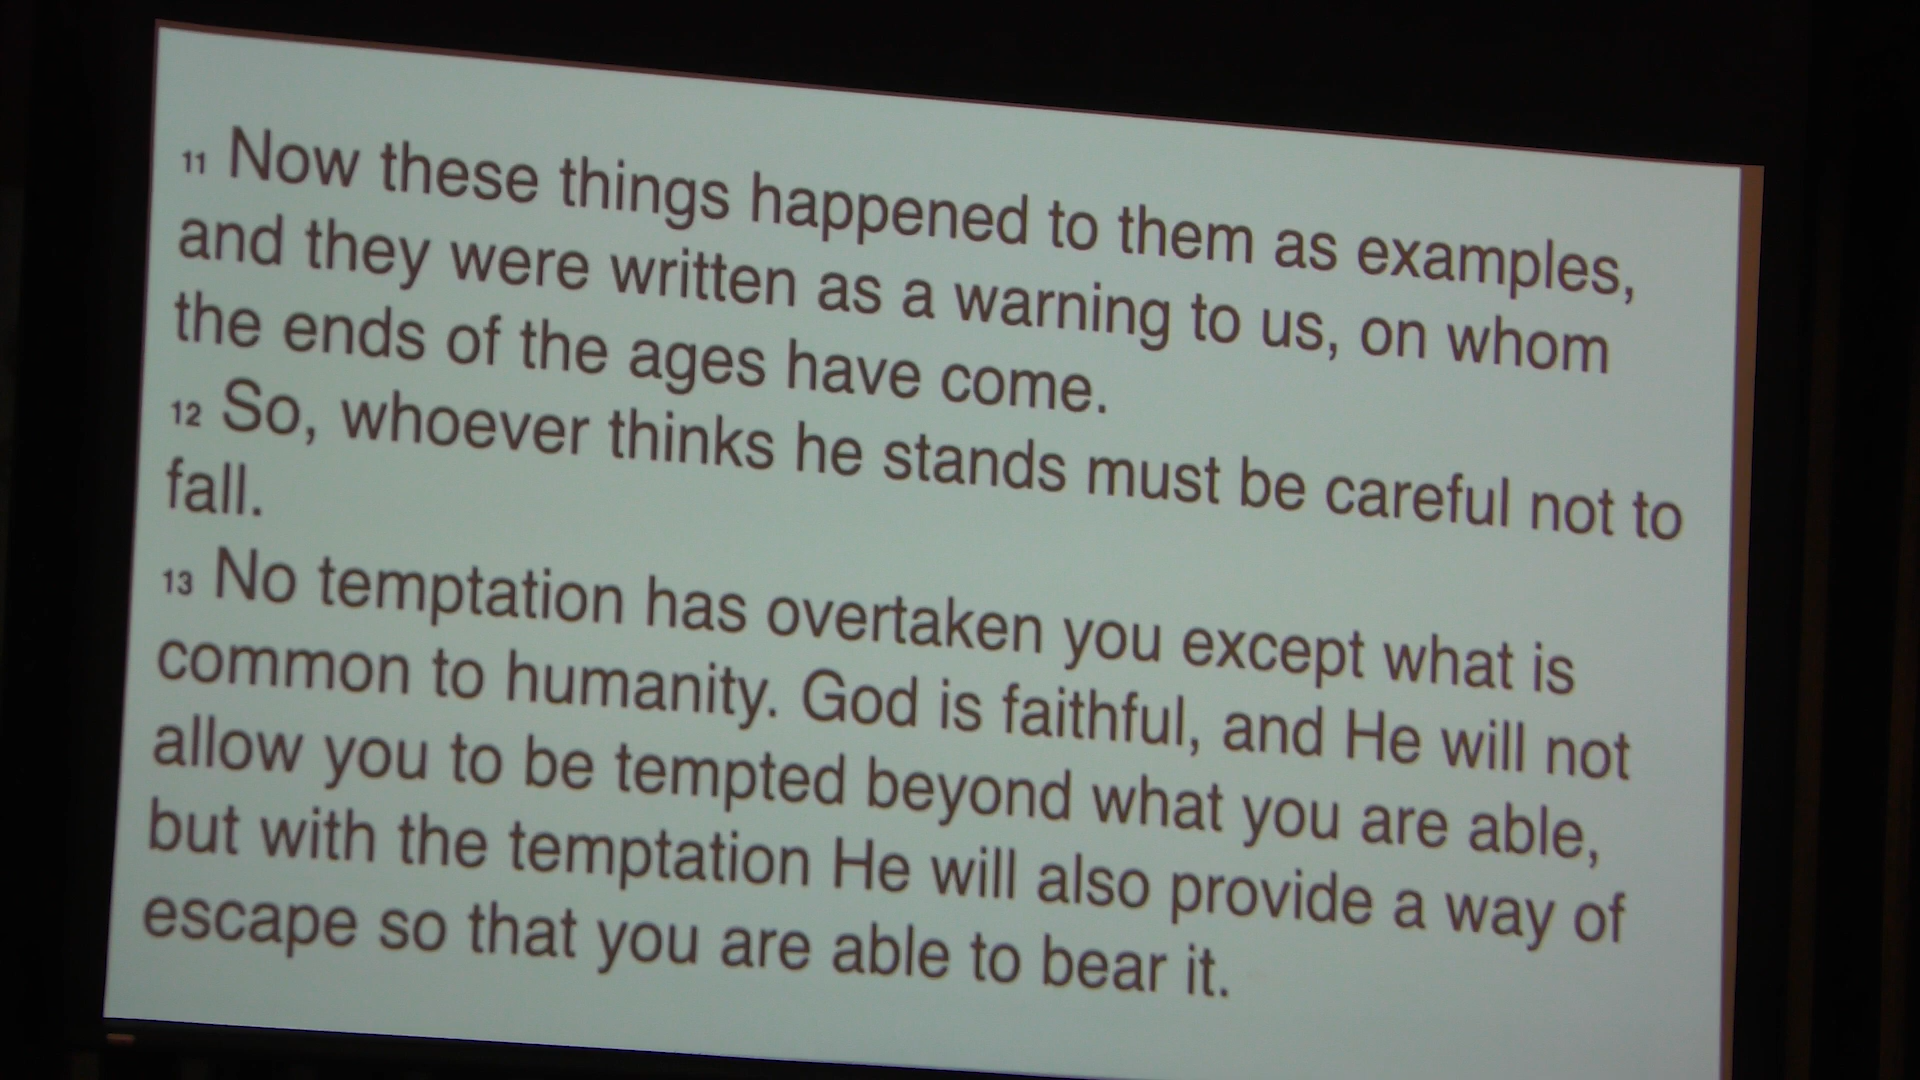 11 Now these things happened to them as examples,
and they were written as a warning to us, on whom
the ends of the ages have come.
12 So, whoever thinks he stands must be careful not to
fall.
13 No temptation has overtaken you except what is
common to humanity. God is faithful, and He will not
allow you to be tempted beyond what you are able,
but with the temptation He will also provide a way of
escape so that you are able to bear it.